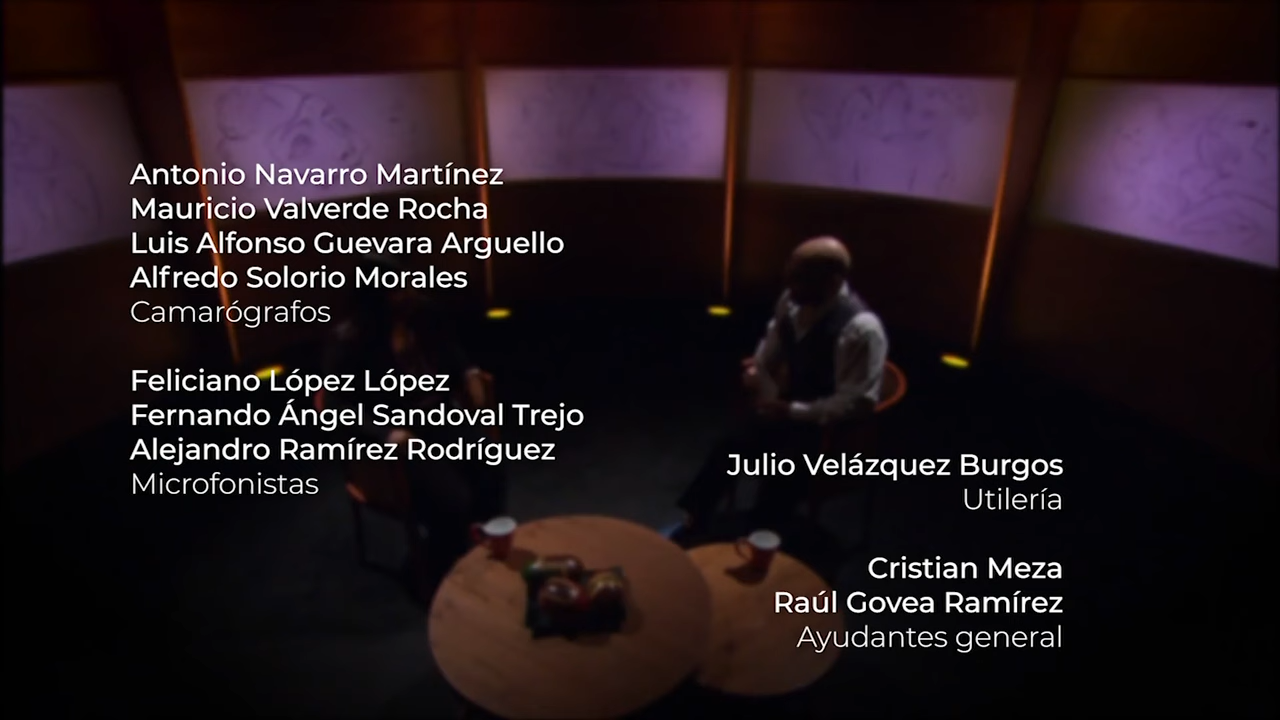 Antonio Navarro Martínez
Mauricio Valverde Rocha
Luis Alfonso Guevara Arguello
Alfredo Solorio Morales
Camarógrafos
Feliciano López López
Fernando Ángel Sandoval Trejo
Alejandro Ramírez Rodríguez
Microfonistas
Julio Velázquez Burgos
Utilería
Cristian Meza
Raúl Govea Ramírez
Ayudantes general